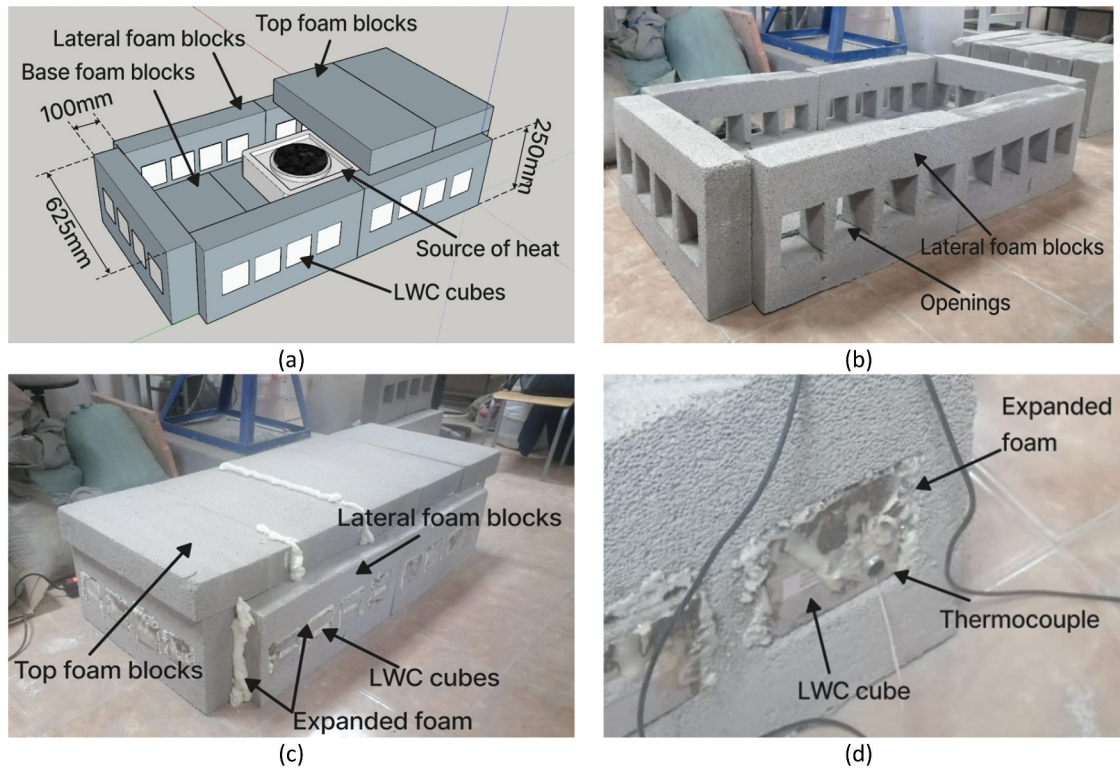 Top foam blocks
Lateral foam blocks
Base foam blocks
100mm
250mm
625mm
Source of heat
LWC cubes
(a)
Lateral foam blocks
Openings
(b)
Lateral foam blocks
Top foam blocks
LWC cubes
Expanded foam
(c)
Expanded
foam
Thermocouple
LWC cube
(d)